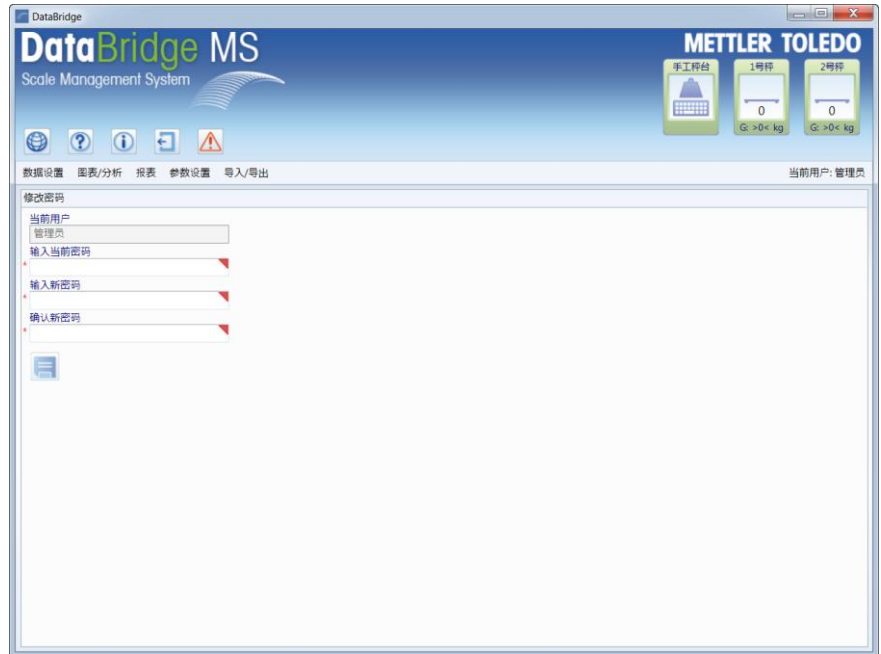 DataBridge
DataBridge MS
Scale Management System
METTLER TOLEDO
手工秤台
1号秤
2号秤
0
0
G: >0< kg
G: >0< kg
数据设置 图表/分析 报表 参数设置 导入/导出
当前用户: 管理员
修改密码
当前用户
管理员
输入当前密码
*
输入新密码
*
确认新密码
*